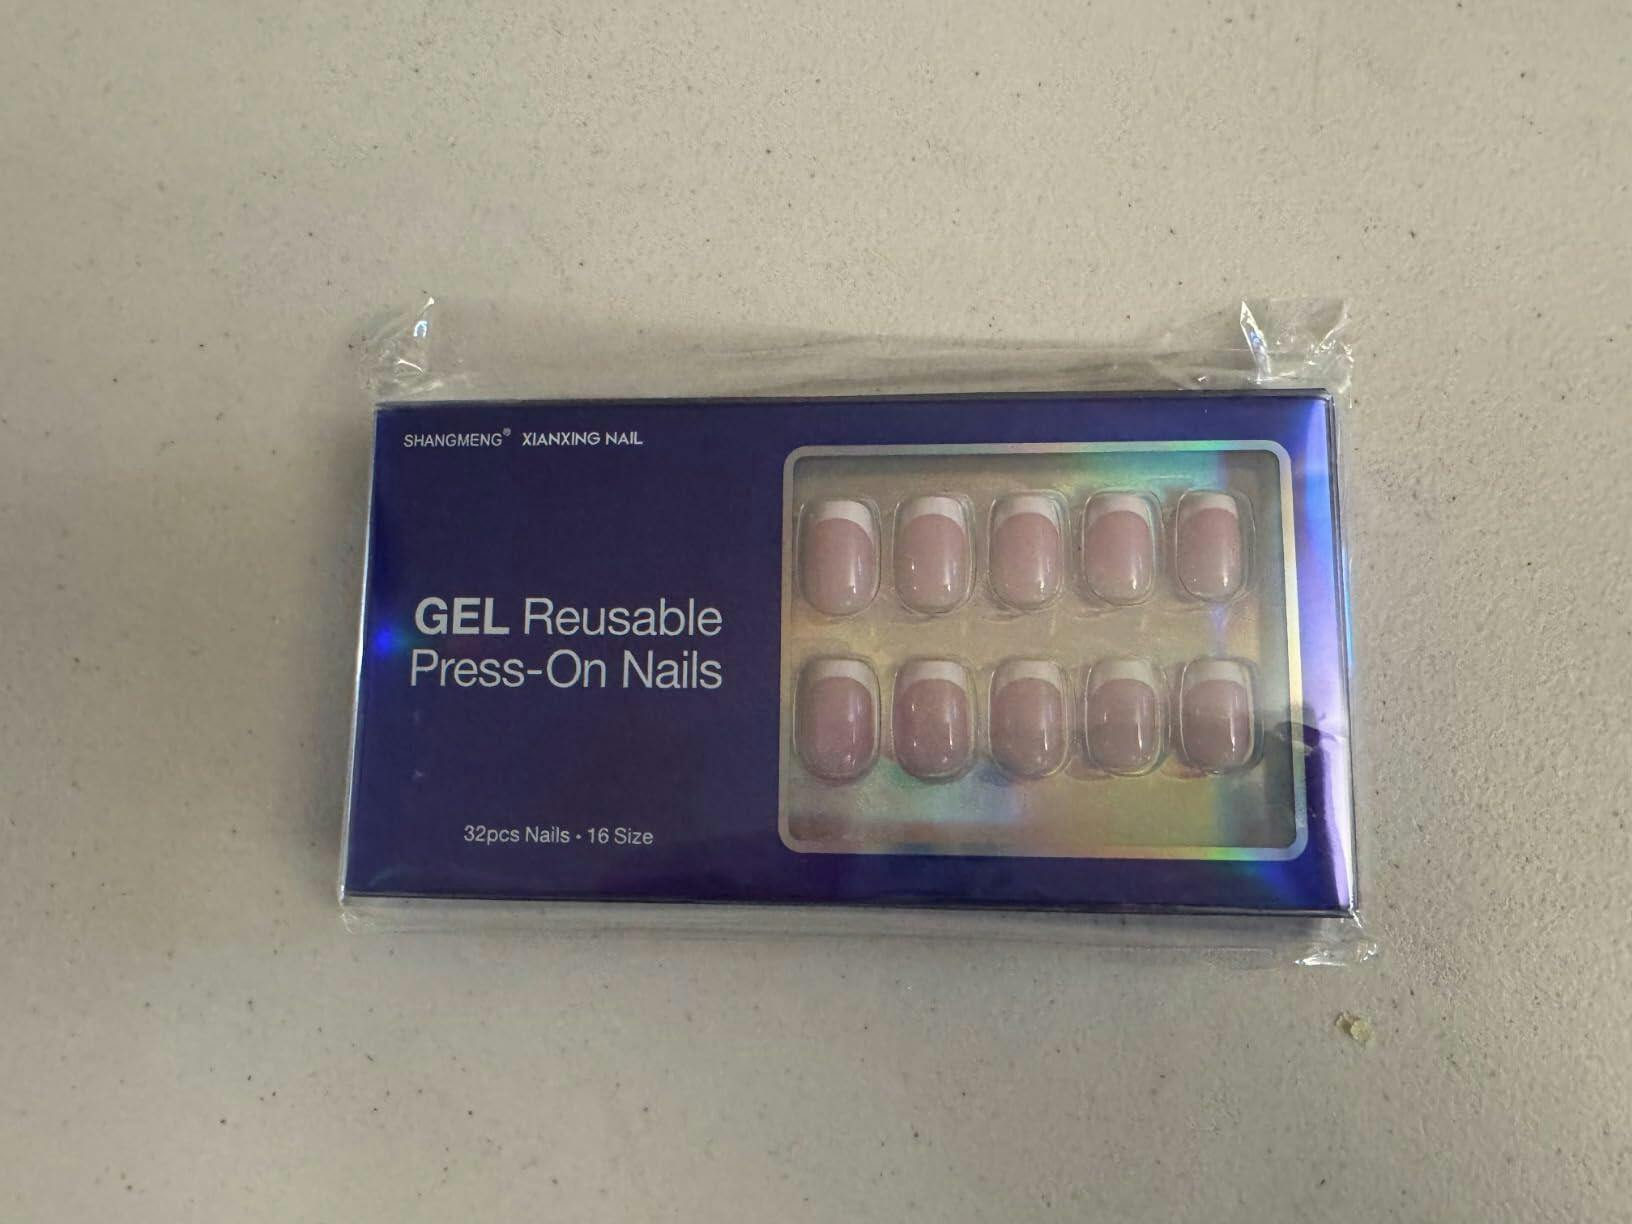 SHANGMENG® XIANXING NAIL
GEL Reusable
Press-On Nails
32pcs Nails • 16 Size